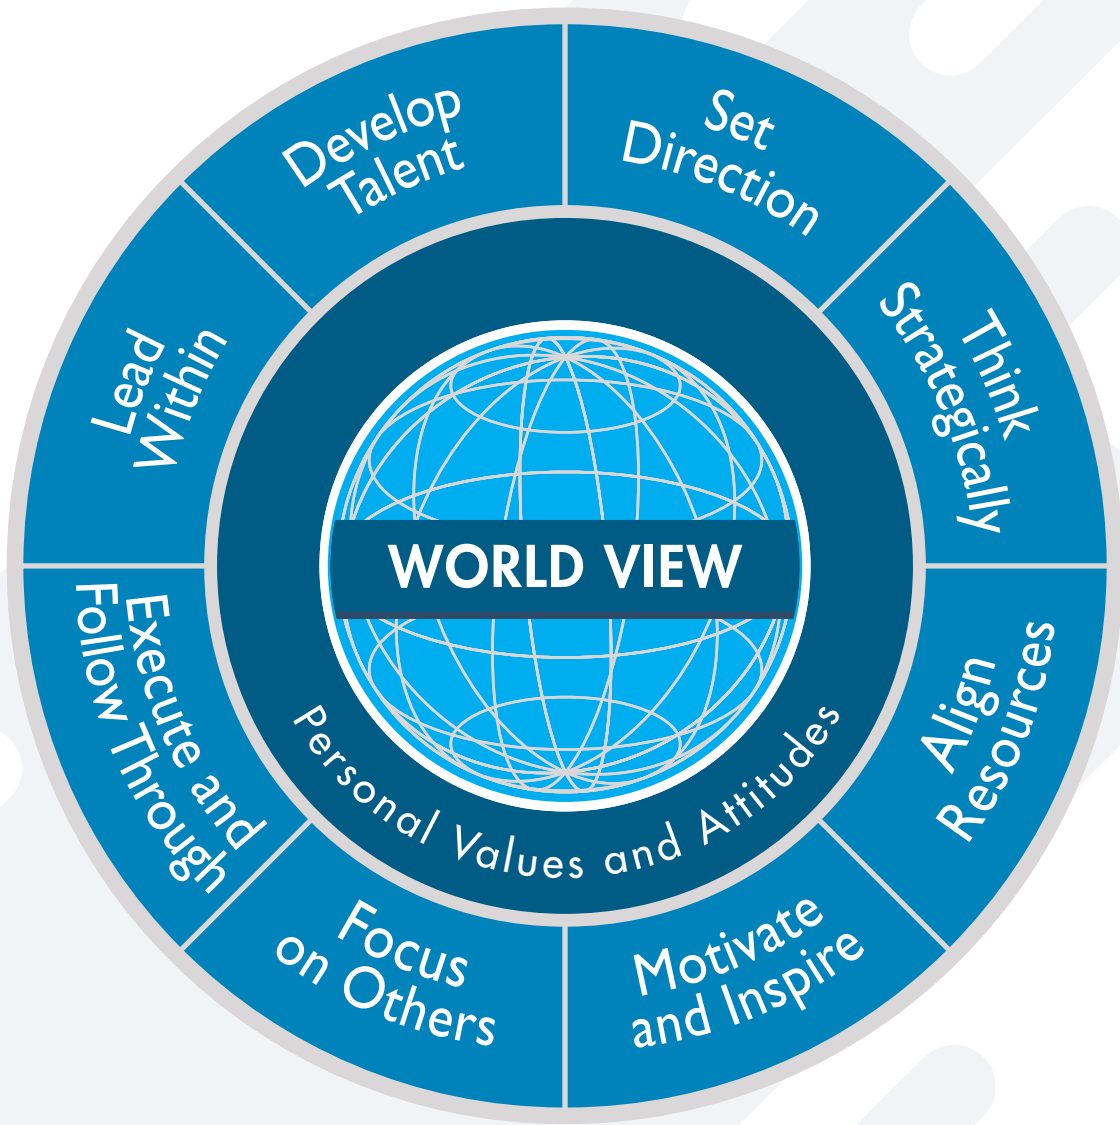 Set
Direction
Think
Strategically
Align
Resources
Motivate
and Inspire
Focus
on Others
Execute and
Follow Through
Lead
Within
Develop
Talent
WORLD VIEW
Personal Values and Attitudes